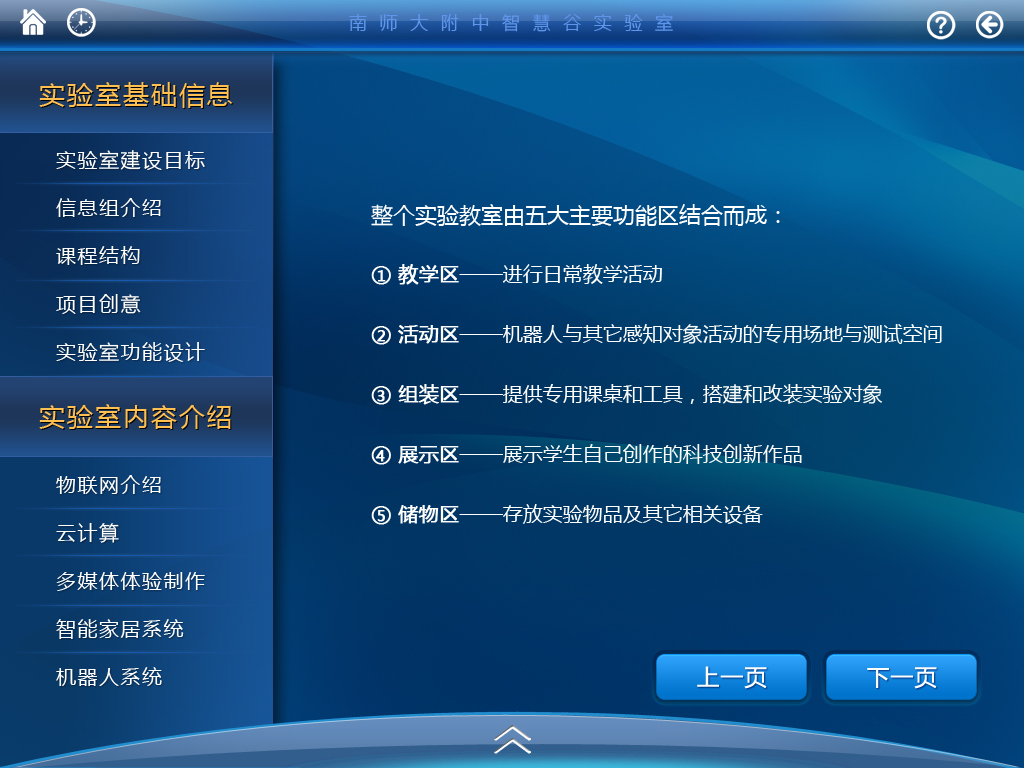 南师大附中智慧谷实验室
实验室基础信息
实验室建设目标
信息组介绍
课程结构
项目创意
实验室功能设计
实验室内容介绍
物联网介绍
云计算
多媒体体验制作
智能家居系统
机器人系统
整个实验教室由五大主要功能区结合而成：
① 教学区——进行日常教学活动
② 活动区——机器人与其它感知对象活动的专用场地与测试空间
③ 组装区——提供专用课桌和工具，搭建和改装实验对象
④ 展示区——展示学生自己创作的科技创新作品
⑤ 储物区——存放实验物品及其它相关设备
上一页
下一页